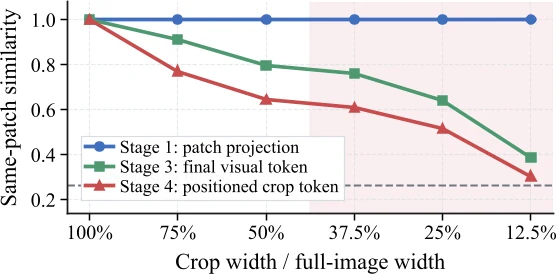 Same-patch similarity
1.0
0.8
0.6
0.4
0.2
Stage 1: patch projection
Stage 3: final visual token
Stage 4: positioned crop token
100% 75% 50% 37.5% 25% 12.5%
Crop width / full-image width